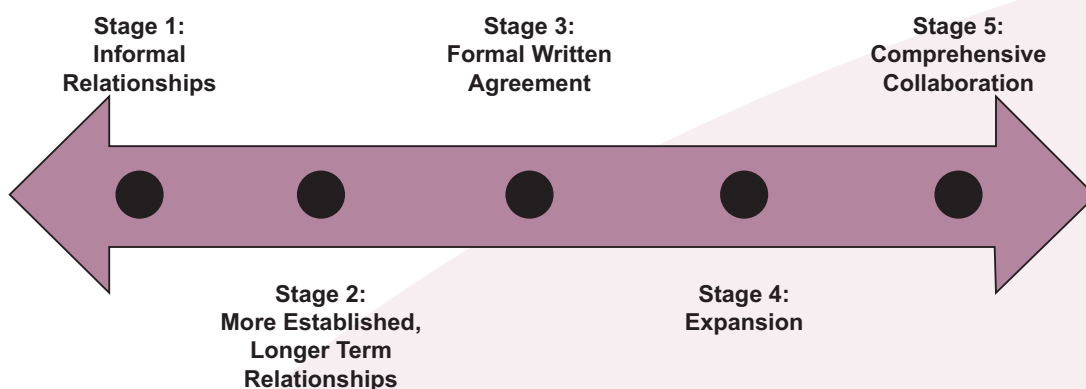 Stage 1:
Informal
Relationships
Stage 2:
More Established,
Longer Term
Relationships
Stage 3:
Formal Written
Agreement
Stage 4:
Expansion
Stage 5:
Comprehensive
Collaboration